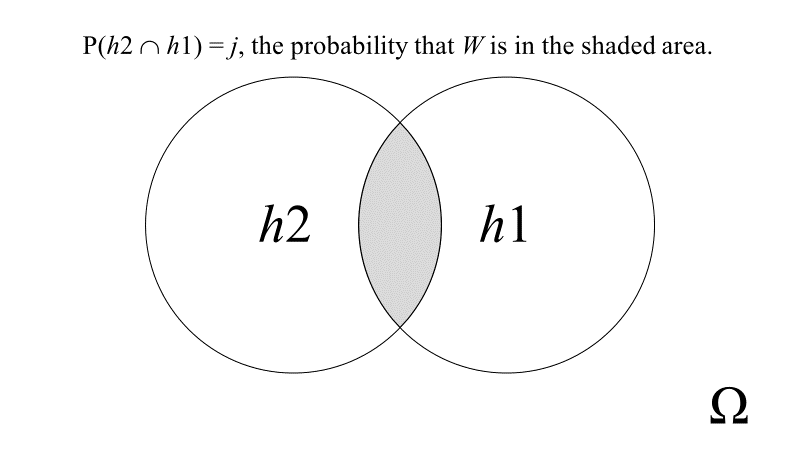 P(h2 ∩ h1) = j, the probability that W is in the shaded area.
h2
h1
Ω